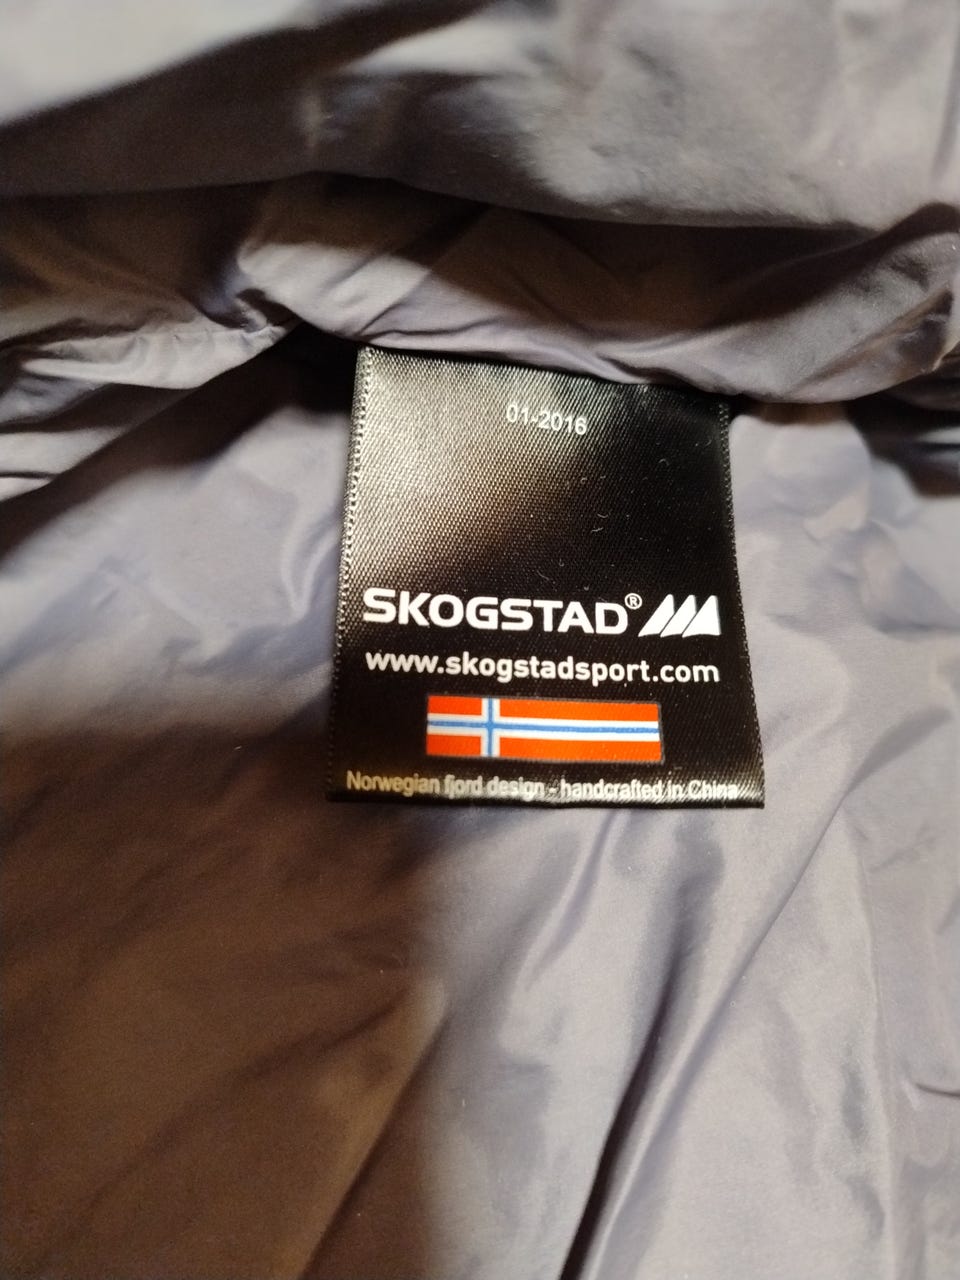 01-2016
SKOGSTAD®
www.skogstadsport.com
Norwegian fjord design - handcrafted in China